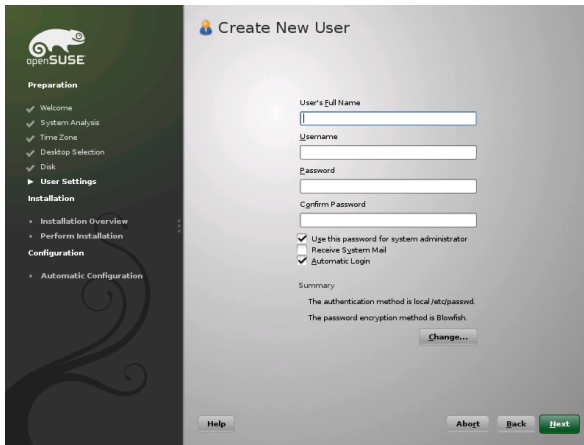 openSUSE
Preparation
Welcome
System Analysis
Time Zone
Desktop Selection
Disk
User Settings
Installation
Installation Overview
Perform Installation
Configuration
Automatic Configuration
Create New User
User's Full Name
Username
Password
Confirm Password
Use this password for system administrator
Receive System Mail
Automatic Login
Summary
The authentication method is local /etc/passwd.
The password encryption method is Blowfish.
Change...
Help
Abort
Back
Next